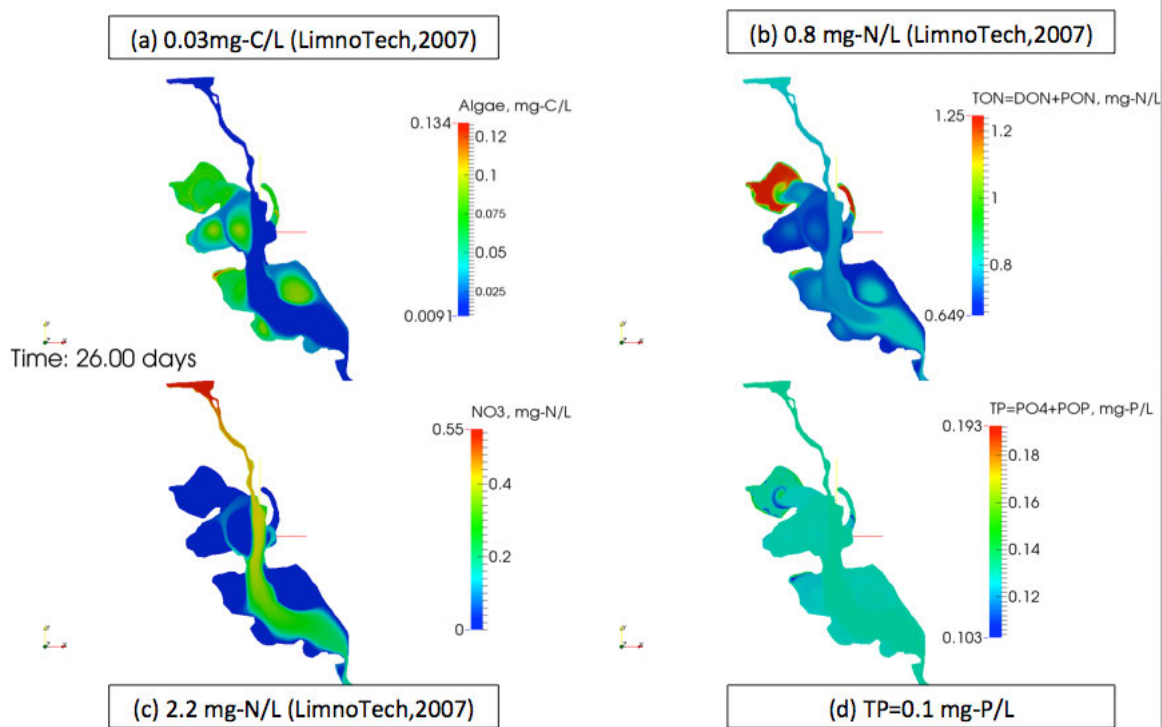 (a) 0.03mg-C/L (LimnoTech,2007)
(b) 0.8 mg-N/L (LimnoTech,2007)
Algae, mg-C/L
0.134
0.12
0.1
0.075
0.05
0.025
0.0091
TON=DON+PON, mg-N/L
1.25
1.2
1
0.8
0.649
Time: 26.00 days
NO3, mg-N/L
0.55
0.4
0.2
0
TP=PO4+POP, mg-P/L
0.193
0.18
0.16
0.14
0.12
0.103
(c) 2.2 mg-N/L (LimnoTech,2007)
(d) TP=0.1 mg-P/L